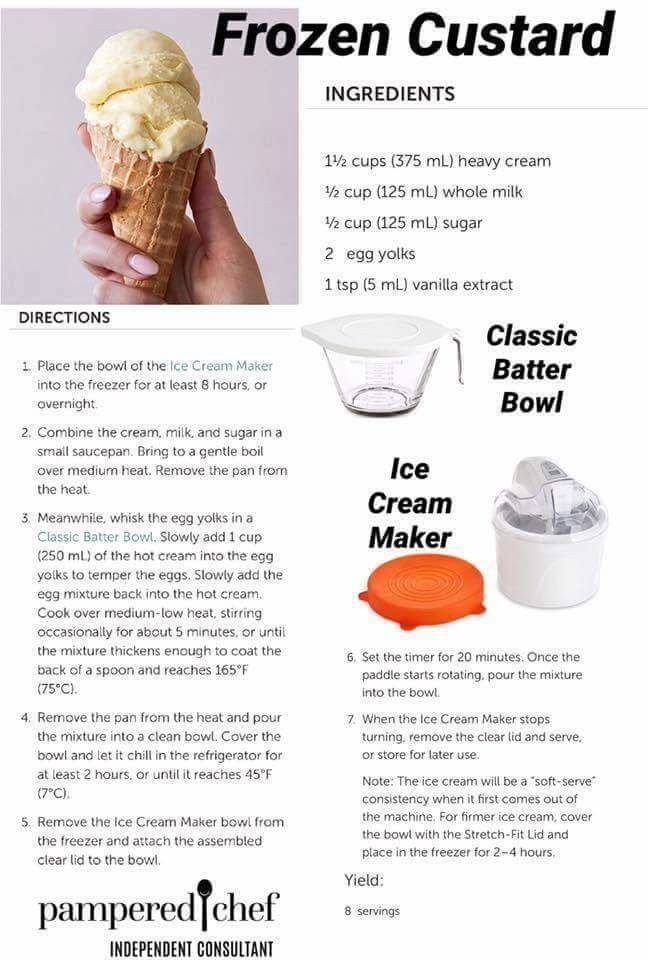 Frozen Custard
INGREDIENTS
1½ cups (375 mL) heavy cream
½ cup (125 mL) whole milk
½ cup (125 mL) sugar
2 egg yolks
1 tsp (5 mL) vanilla extract
DIRECTIONS
1. Place the bowl of the Ice Cream Maker
into the freezer for at least 8 hours, or
overnight.
2. Combine the cream, milk, and sugar in a
small saucepan. Bring to a gentle boil
over medium heat. Remove the pan from
the heat.
3. Meanwhile, whisk the egg yolks in a
Classic Batter Bowl. Slowly add 1 cup
(250 mL) of the hot cream into the egg
yolks to temper the eggs. Slowly add the
egg mixture back into the hot cream.
Cook over medium-low heat, stirring
occasionally for about 5 minutes, or until
the mixture thickens enough to coat the
back of a spoon and reaches 165°F
(75°C).
4. Remove the pan from the heat and pour
the mixture into a clean bowl. Cover the
bowl and let it chill in the refrigerator for
at least 2 hours, or until it reaches 45°F
(7°C).
5. Remove the Ice Cream Maker bowl from
the freezer and attach the assembled
clear lid to the bowl.
Classic
Batter
Bowl
Ice
Cream
Maker
6. Set the timer for 20 minutes. Once the
paddle starts rotating, pour the mixture
into the bowl.
7. When the Ice Cream Maker stops
turning, remove the clear lid and serve,
or store for later use.
Note: The ice cream will be a "soft-serve"
consistency when it first comes out of
the machine. For firmer ice cream, cover
the bowl with the Stretch-Fit Lid and
place in the freezer for 2–4 hours.
Yield:
8 servings
pampered chef
INDEPENDENT CONSULTANT